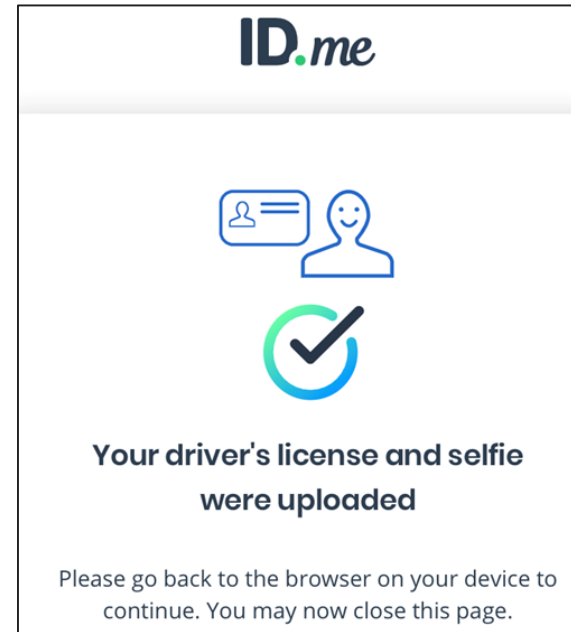 ID.me
Your driver's license and selfie
were uploaded
Please go back to the browser on your device to
continue. You may now close this page.